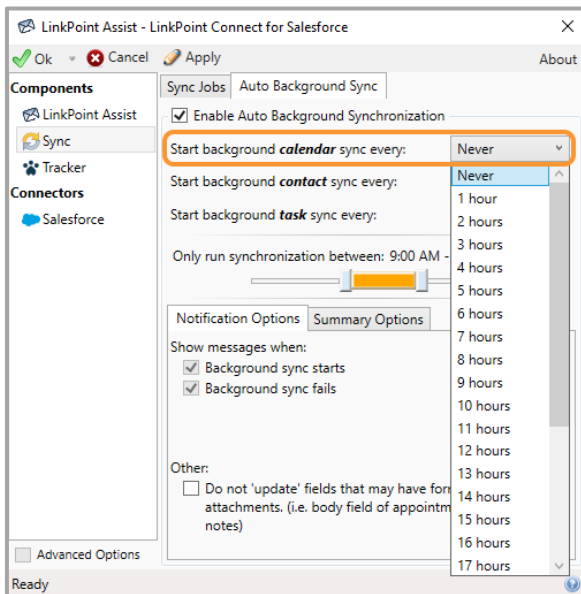 LinkPoint Assist - LinkPoint Connect for Salesforce
Ok Cancel Apply About
Components
LinkPoint Assist
Sync
Tracker
Connectors
Salesforce
Sync Jobs Auto Background Sync
Enable Auto Background Synchronization
Start background calendar sync every: Never
Start background contact sync every:
Start background task sync every:
Only run synchronization between: 9:00 AM -
Notification Options Summary Options
Show messages when:
Background sync starts
Background sync fails
Other:
Do not 'update' fields that may have
attachments. (i.e. body field of
notes)
Never
1 hour
2 hours
3 hours
4 hours
5 hours
6 hours
7 hours
8 hours
9 hours
10 hours
11 hours
12 hours
13 hours
14 hours
15 hours
16 hours
17 hours
Advanced Options
Ready